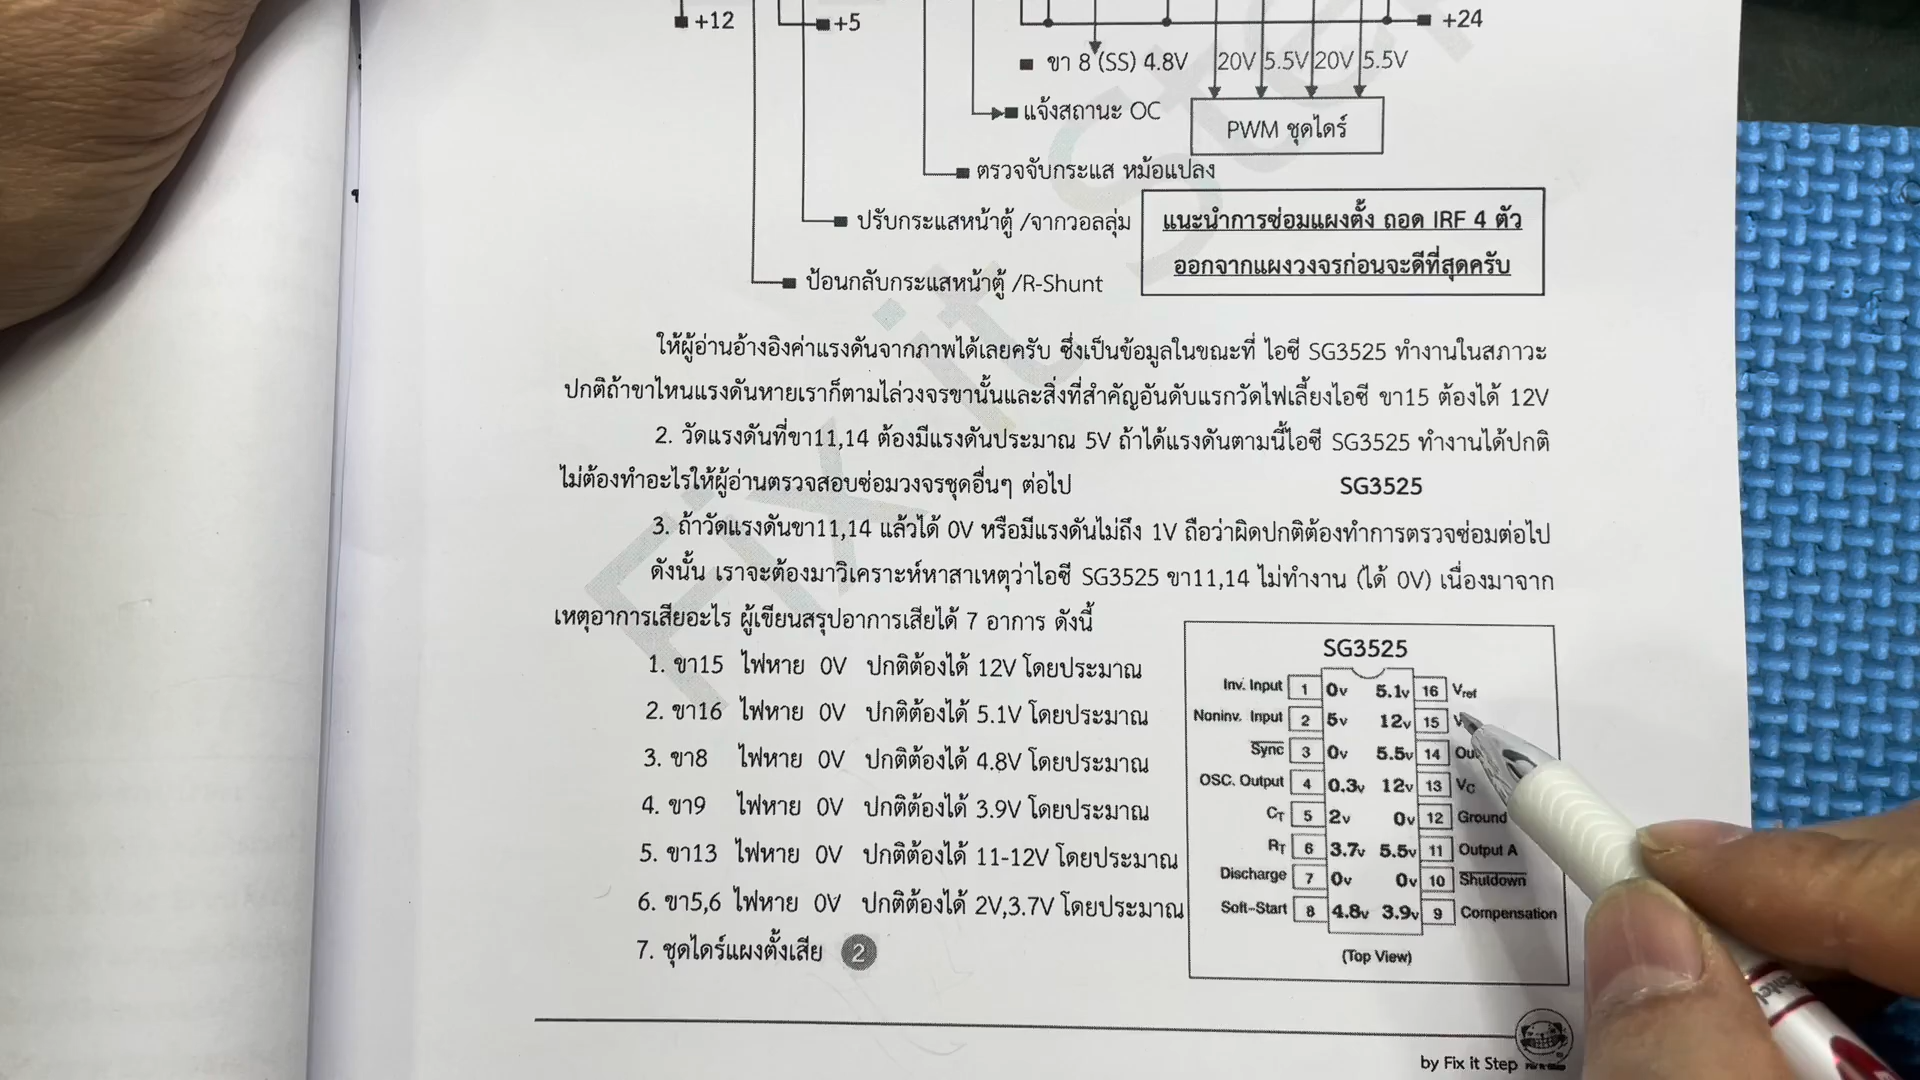 +12
+5
+24
ขา 8 (SS) 4.8V
20V 5.5V 20V 5.5V
แจ้งสถานะ OC
PWM ชุดไดร์
ตรวจจับกระแส หม้อแปลง
ปรับกระแสหน้าตู้ /จากวอลลุ่ม
ป้อนกลับกระแสหน้าตู้ /R-Shunt
แนะนำการซ่อมแผงตั้ง ถอด IRF 4 ตัว
ออกจากแผงวงจรก่อนจะดีที่สุดครับ
ให้ผู้อ่านอ้างอิงค่าแรงดันจากภาพได้เลยครับ ซึ่งเป็นข้อมูลในขณะที่ ไอซี SG3525 ทำงานในสภาวะ
ปกติถ้าขาไหนแรงดันหายเราก็ตามไล่วงจรขานั้นและสิ่งที่สำคัญอันดับแรกวัดไฟเลี้ยงไอซี ขา15 ต้องได้ 12V
2. วัดแรงดันที่ขา11,14 ต้องมีแรงดันประมาณ 5V ถ้าได้แรงดันตามนี้ไอซี SG3525 ทำงานได้ปกติ
ไม่ต้องทำอะไรให้ผู้อ่านตรวจสอบซ่อมวงจรชุดอื่นๆ ต่อไป
SG3525
3. ถ้าวัดแรงดันขา11,14 แล้วได้ 0V หรือมีแรงดันไม่ถึง 1V ถือว่าผิดปกติต้องทำการตรวจซ่อมต่อไป
ดังนั้น เราจะต้องมาวิเคราะห์หาสาเหตุว่าไอซี SG3525 ขา11,14 ไม่ทำงาน (ได้ 0V) เนื่องมาจาก
เหตุอาการเสียอะไร ผู้เขียนสรุปอาการเสียได้ 7 อาการ ดังนี้
1. ขา15 ไฟหาย 0V ปกติต้องได้ 12V โดยประมาณ
2. ขา16 ไฟหาย 0V ปกติต้องได้ 5.1V โดยประมาณ
3. ขา8 ไฟหาย 0V ปกติต้องได้ 4.8V โดยประมาณ
4. ขา9 ไฟหาย 0V ปกติต้องได้ 3.9V โดยประมาณ
5. ขา13 ไฟหาย 0V ปกติต้องได้ 11-12V โดยประมาณ
6. ขา5,6 ไฟหาย 0V ปกติต้องได้ 2V,3.7V โดยประมาณ
7. ชุดไดร์แผงตั้งเสีย 2
SG3525
Inv. Input 1 0v 5.1v 16 Vref
Noninv. Input 2 5v 12v 15
Sync 3 0v 5.5v 14
OSC. Output 4 0.3v 12v 13 VC
CT 5 2v 0v 12 Ground
RT 6 3.7v 5.5v 11 Output A
Discharge 7 0v 0v 10 Shutdown
Soft-Start 8 4.8v 3.9v 9 Compensation
(Top View)
by Fix it Step
Fix it Step